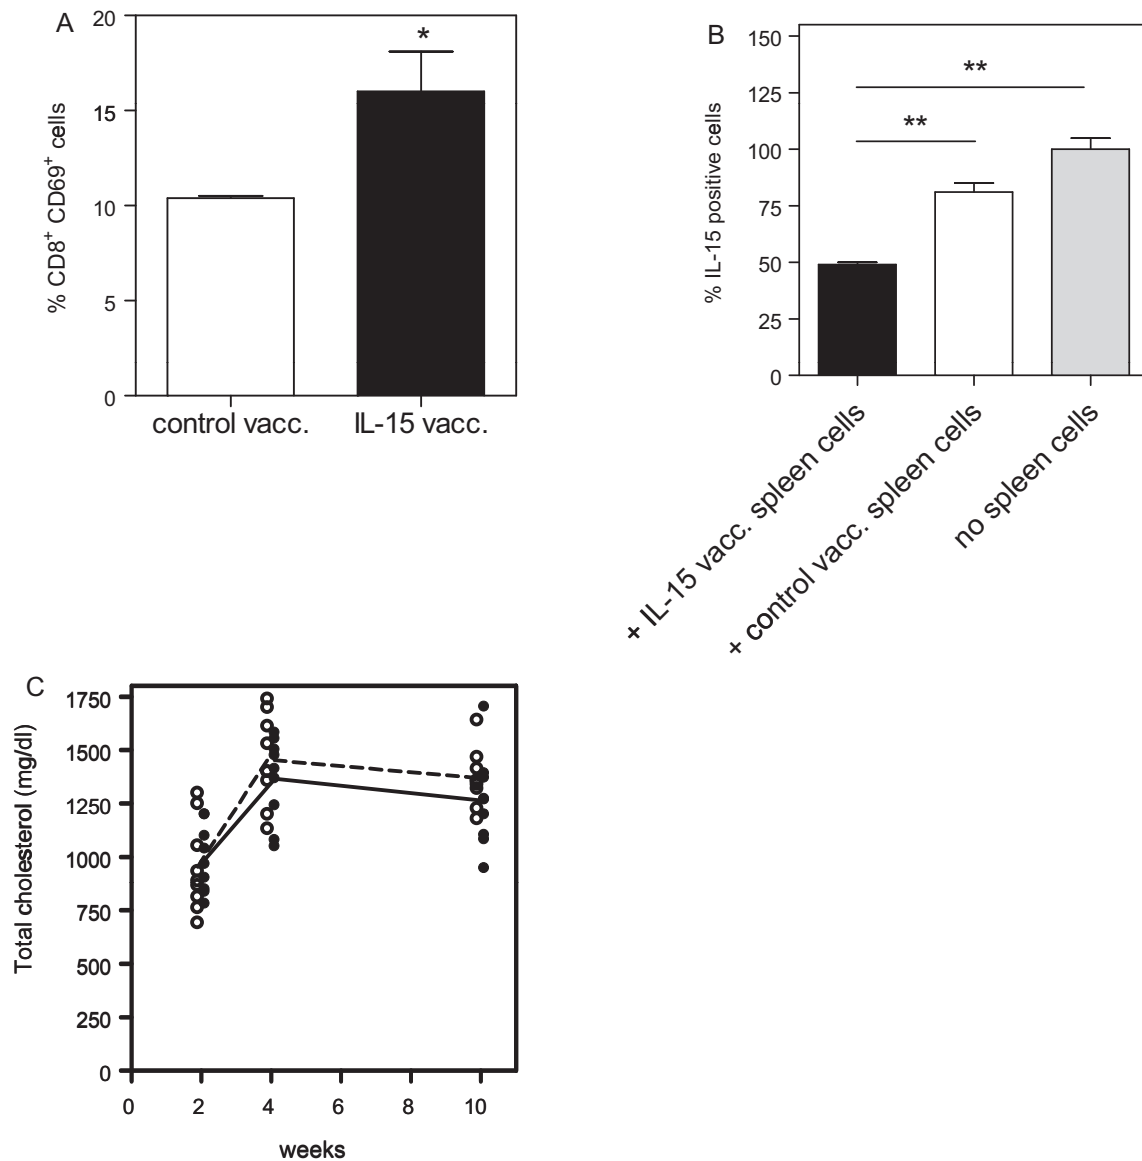 A
20
15
10
5
0
% CD8+ CD69+ cells
*
control vacc.
IL-15 vacc.
B
150
125
100
75
50
25
0
% IL-15 positive cells
**
**
+ IL-15 vacc. spleen cells
+ control vacc. spleen cells
no spleen cells
C
1750
1500
1250
1000
750
500
250
0
Total cholesterol (mg/dl)
0 2 4 6 8 10
weeks